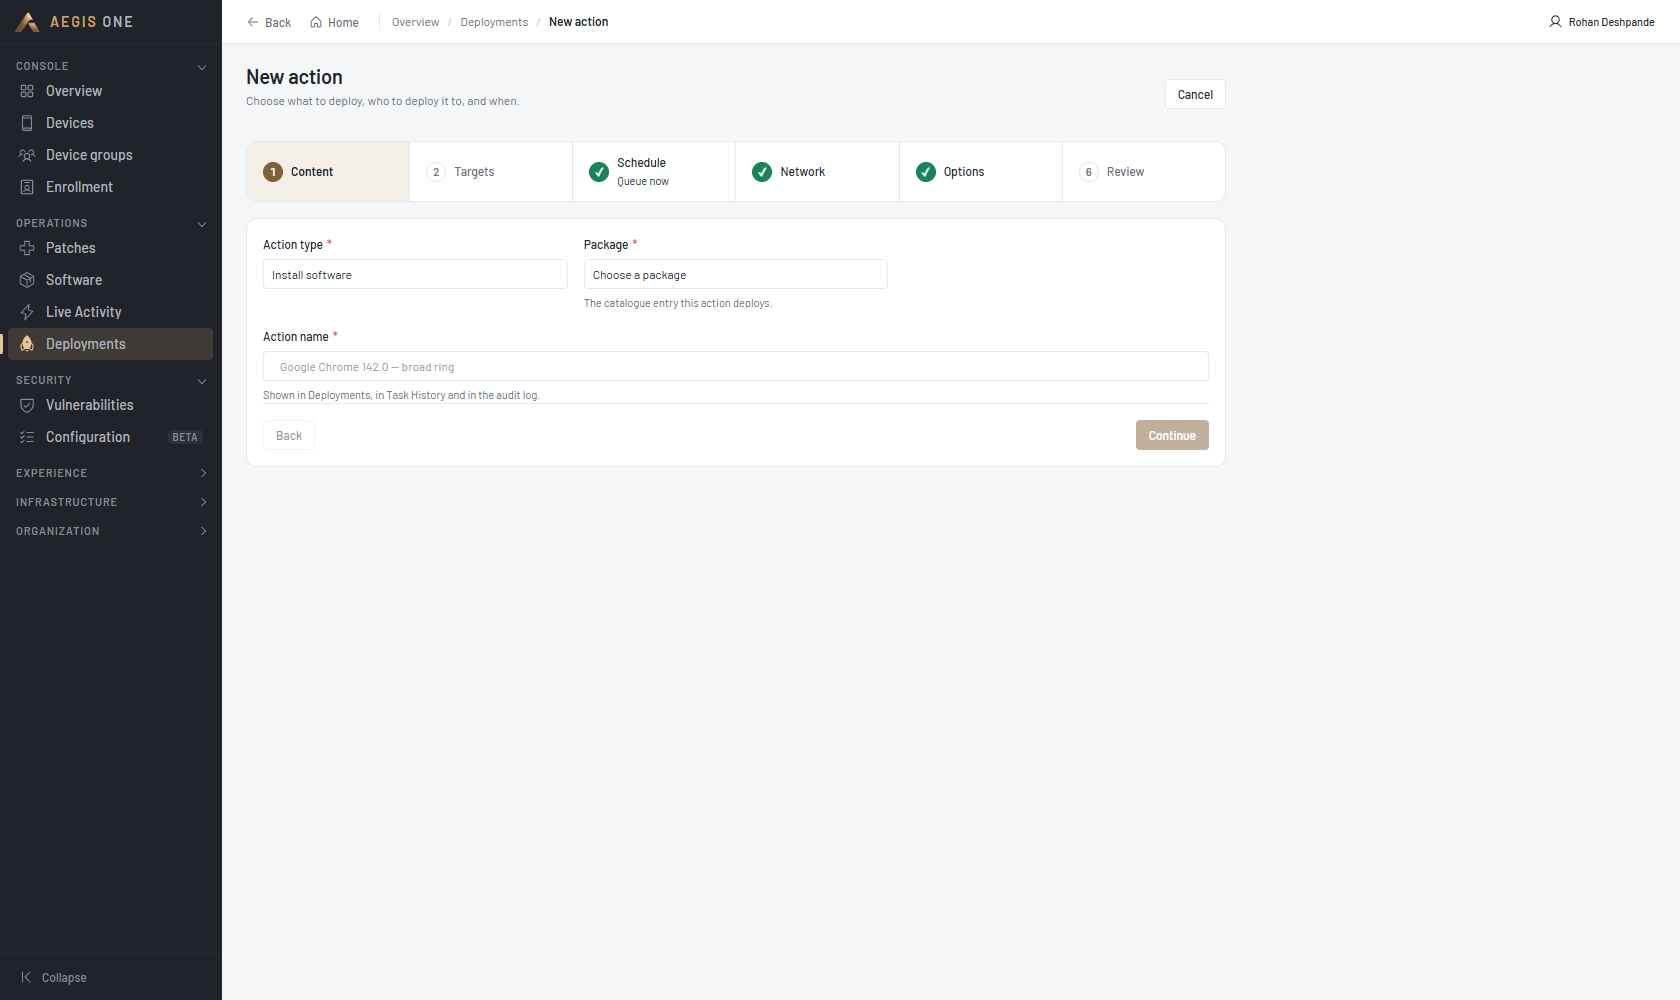 AEGIS ONE
Back
Home
Overview / Deployments / New action
Rohan Deshpande
CONSOLE
Overview
Devices
Device groups
Enrollment
OPERATIONS
Patches
Software
Live Activity
Deployments
SECURITY
Vulnerabilities
Configuration BETA
EXPERIENCE
INFRASTRUCTURE
ORGANIZATION
Collapse
New action
Choose what to deploy, who to deploy it to, and when.
Cancel
1 Content
2 Targets
Schedule
Queue now
Network
Options
6 Review
Action type *
Install software
Package *
Choose a package
The catalogue entry this action deploys.
Action name *
Google Chrome 142.0 — broad ring
Shown in Deployments, in Task History and in the audit log.
Back
Continue